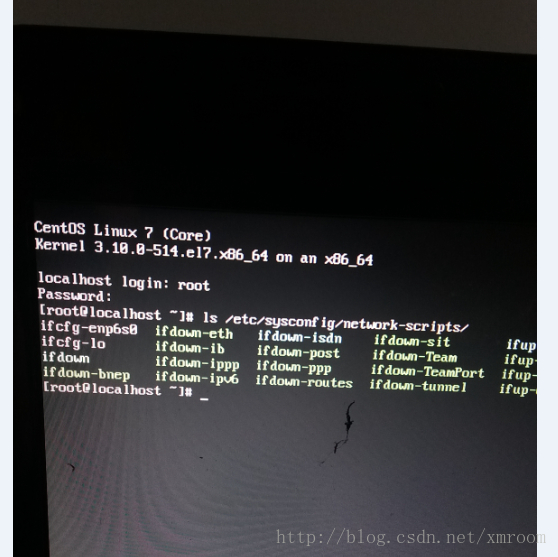 CentOS Linux 7 (Core)
Kernel 3.10.0-514.el7.x86_64 on an x86_64
localhost login: root
Password:
[root@localhost ~]# ls /etc/sysconfig/network-scripts/
ifcfg-enp6s0 ifdown-eth ifdown-isdn ifdown-sit ifup
ifcfg-lo ifdown-ib ifdown-post ifdown-Team ifup-
ifdown ifdown-ippp ifdown-ppp ifdown-TeamPort ifup-
ifdown-bnep ifdown-ipv6 ifdown-routes ifdown-tunnel ifup-
[root@localhost ~]# _
http://blog.csdn.net/xmroom